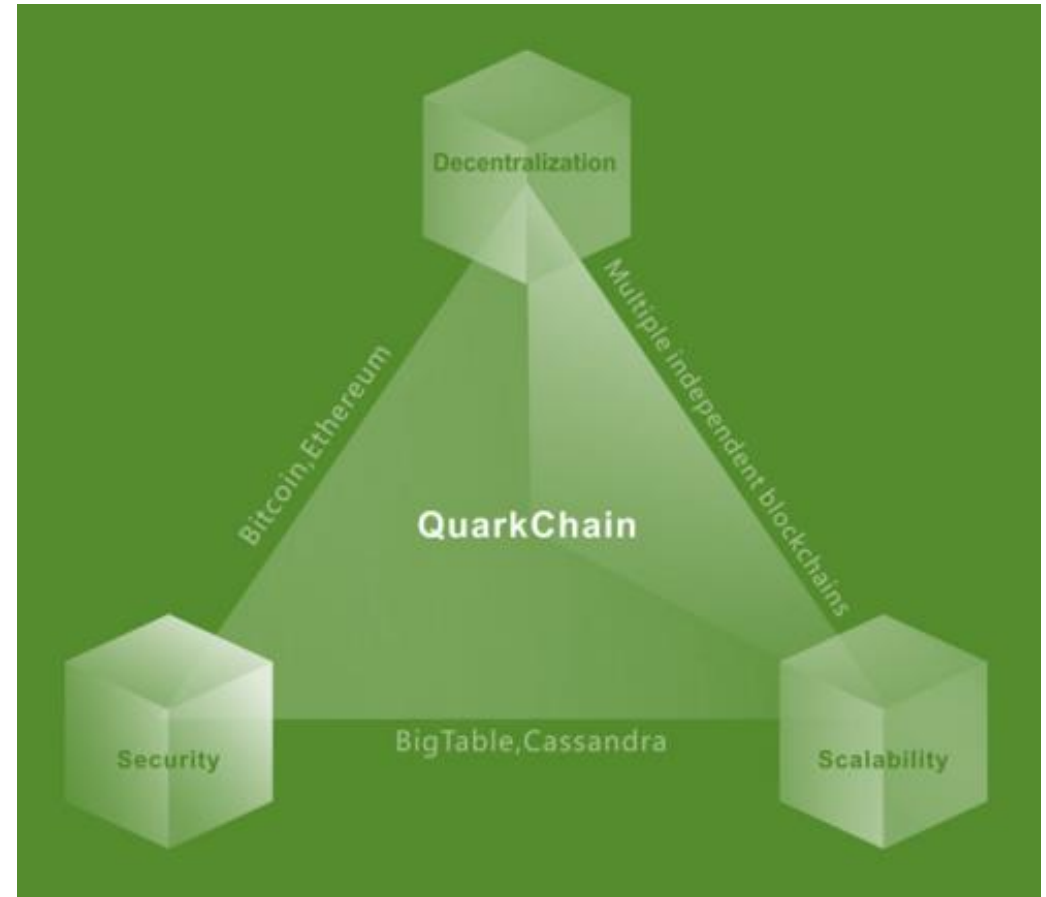 Decentralization
Multiple independent blockchains
Bitcoin,Ethereum
QuarkChain
BigTable,Cassandra
Security
Scalability